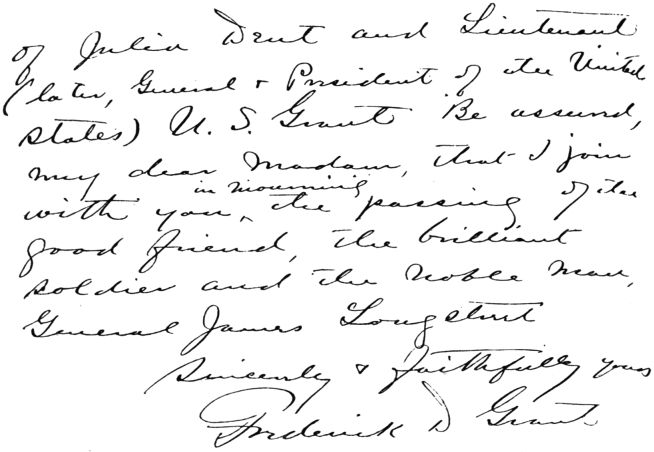 of Julia Dent and Lieutenant
(later, General & President of the United
States) U. S. Grant Be assured,
my dear Madam, that I join
in mourning
with you, ^ the passing of the
good friend, the brilliant
soldier and the noble man,
General James Longstreet
Sincerely & faithfully yours
Frederick D Grant